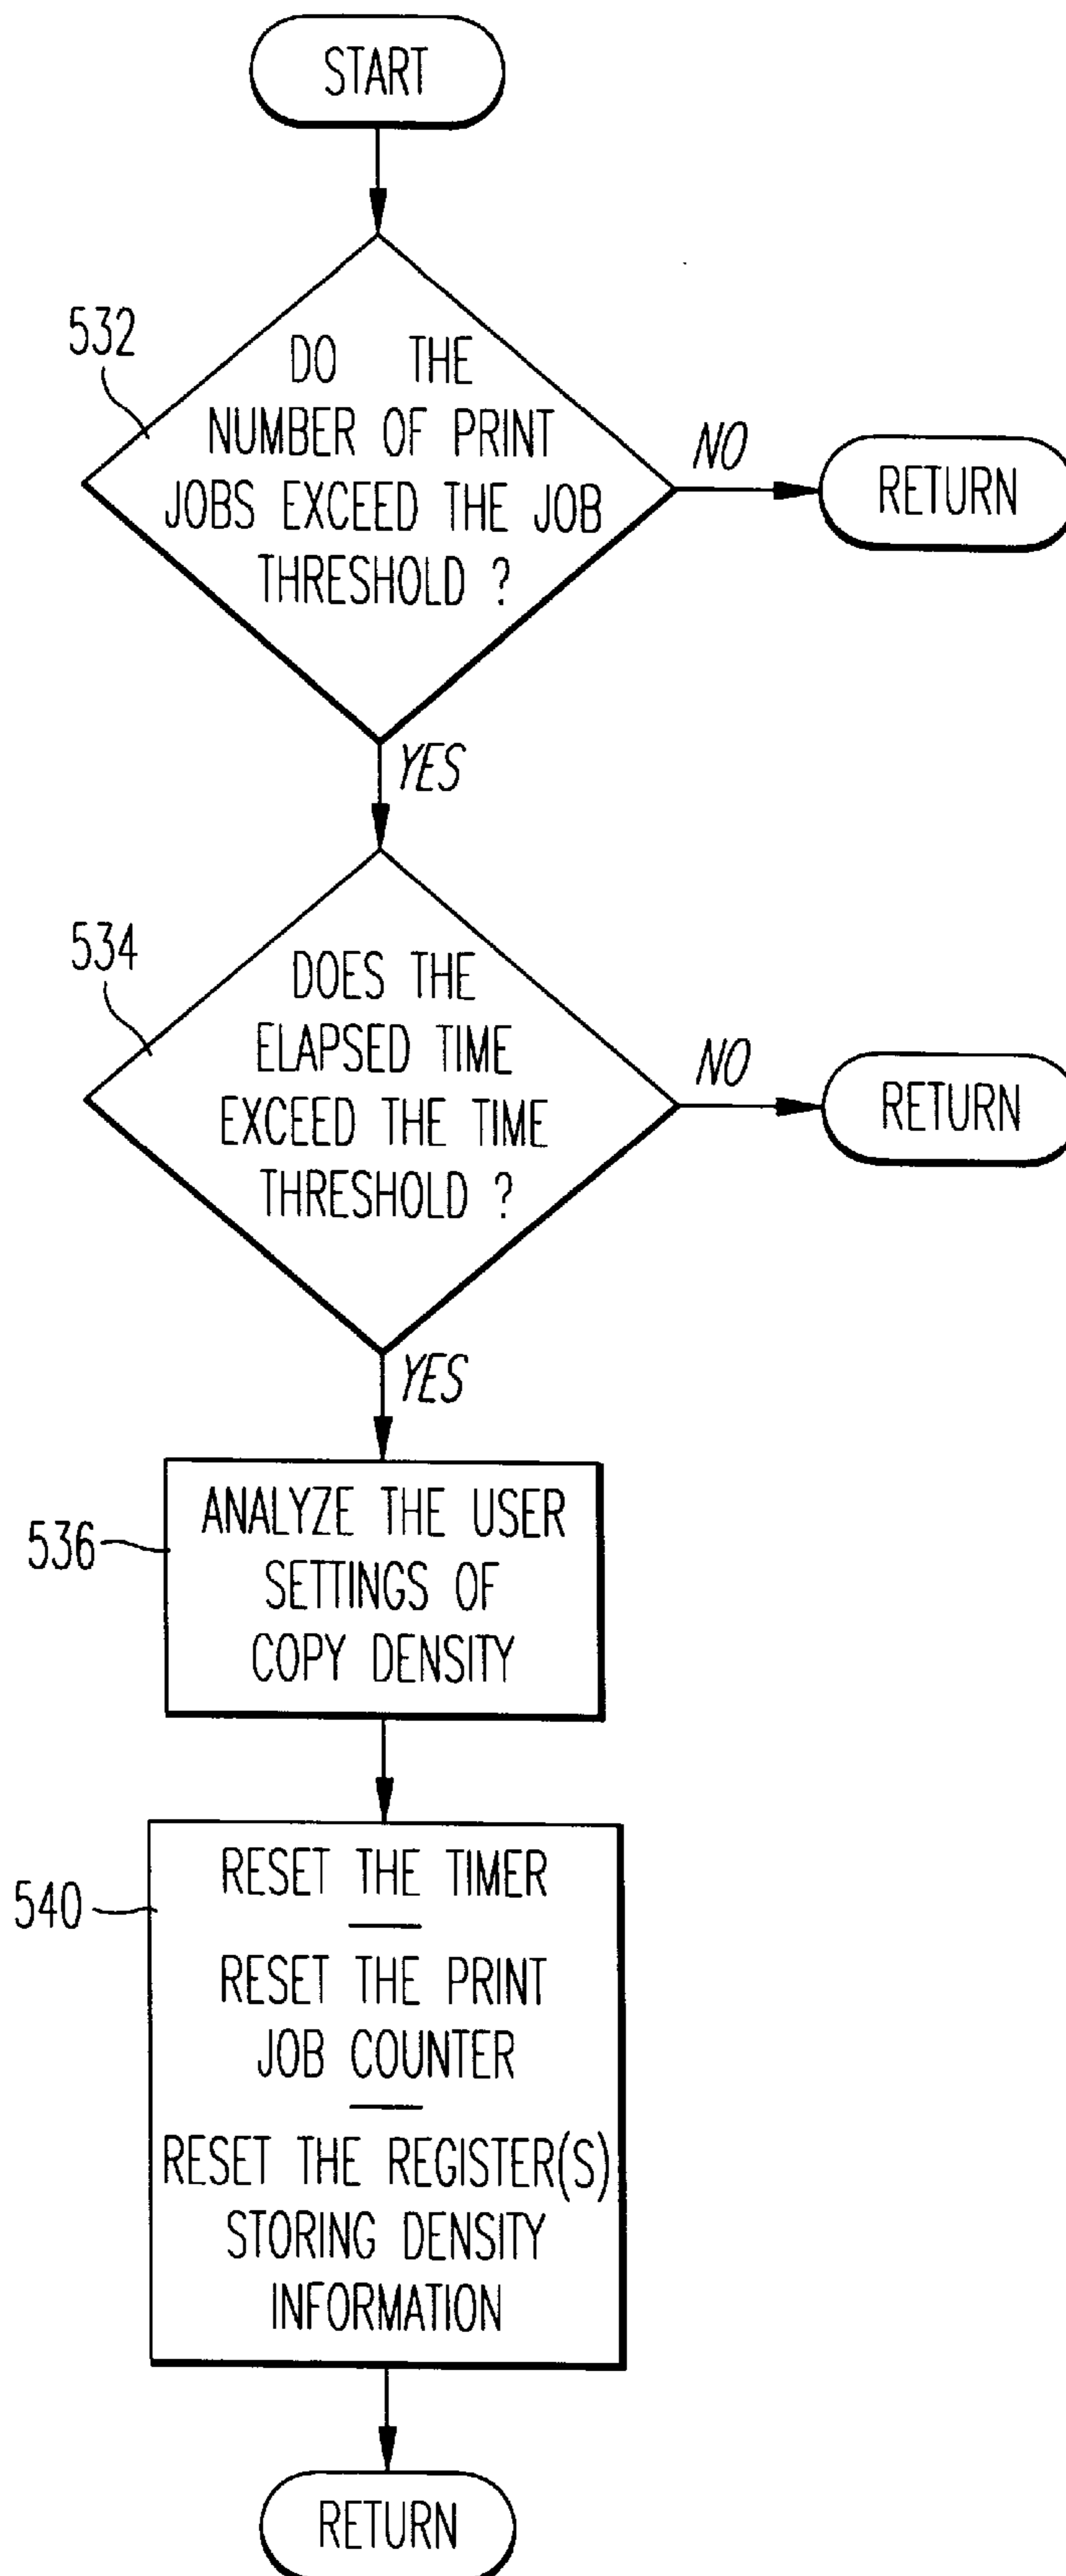 START
532
DO THE
NUMBER OF PRINT
JOBS EXCEED THE JOB
THRESHOLD ?
NO
RETURN
YES
534
DOES THE
ELAPSED TIME
EXCEED THE TIME
THRESHOLD ?
NO
RETURN
YES
536
ANALYZE THE USER
SETTINGS OF
COPY DENSITY
540
RESET THE TIMER
RESET THE PRINT
JOB COUNTER
RESET THE REGISTER(S)
STORING DENSITY
INFORMATION
RETURN